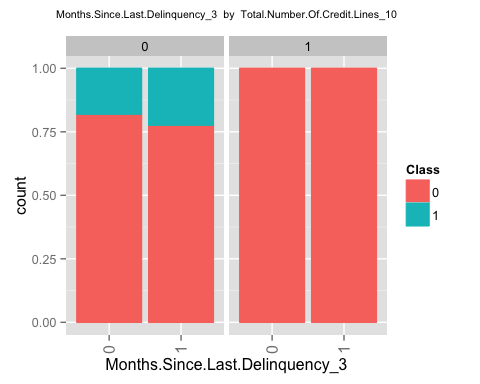 Months.Since.Last.Delinquency_3 by Total.Number.Of.Credit.Lines_10
0 1
1.00
0.75
0.50
0.25
0.00
count
0 1 0 1
Months.Since.Last.Delinquency_3
Class
0
1